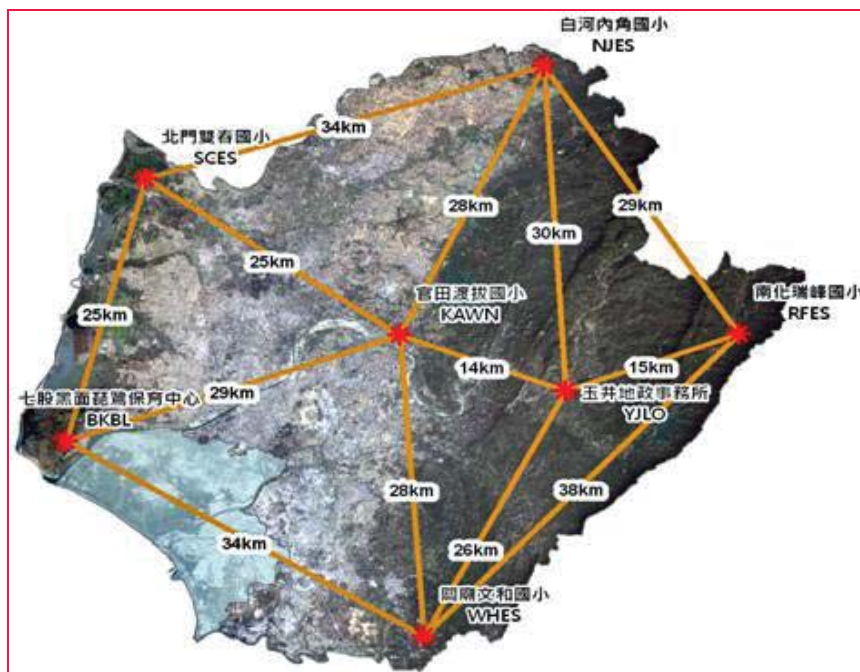 白河內角國小
NJES
34km
北門雙春國小
SCES
28km
29km
30km
25km
官田渡拔國小
KAWN
南化瑞峰國小
RFES
25km
14km
15km
29km
七股黑面琵鷺保育中心
BKBL
玉井地政事務所
YJLO
28km
38km
34km
26km
關廟文和國小
WHES